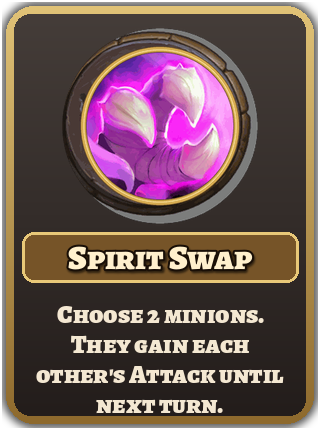 Spirit Swap
Choose 2 minions.
They gain each
other's Attack until
next turn.